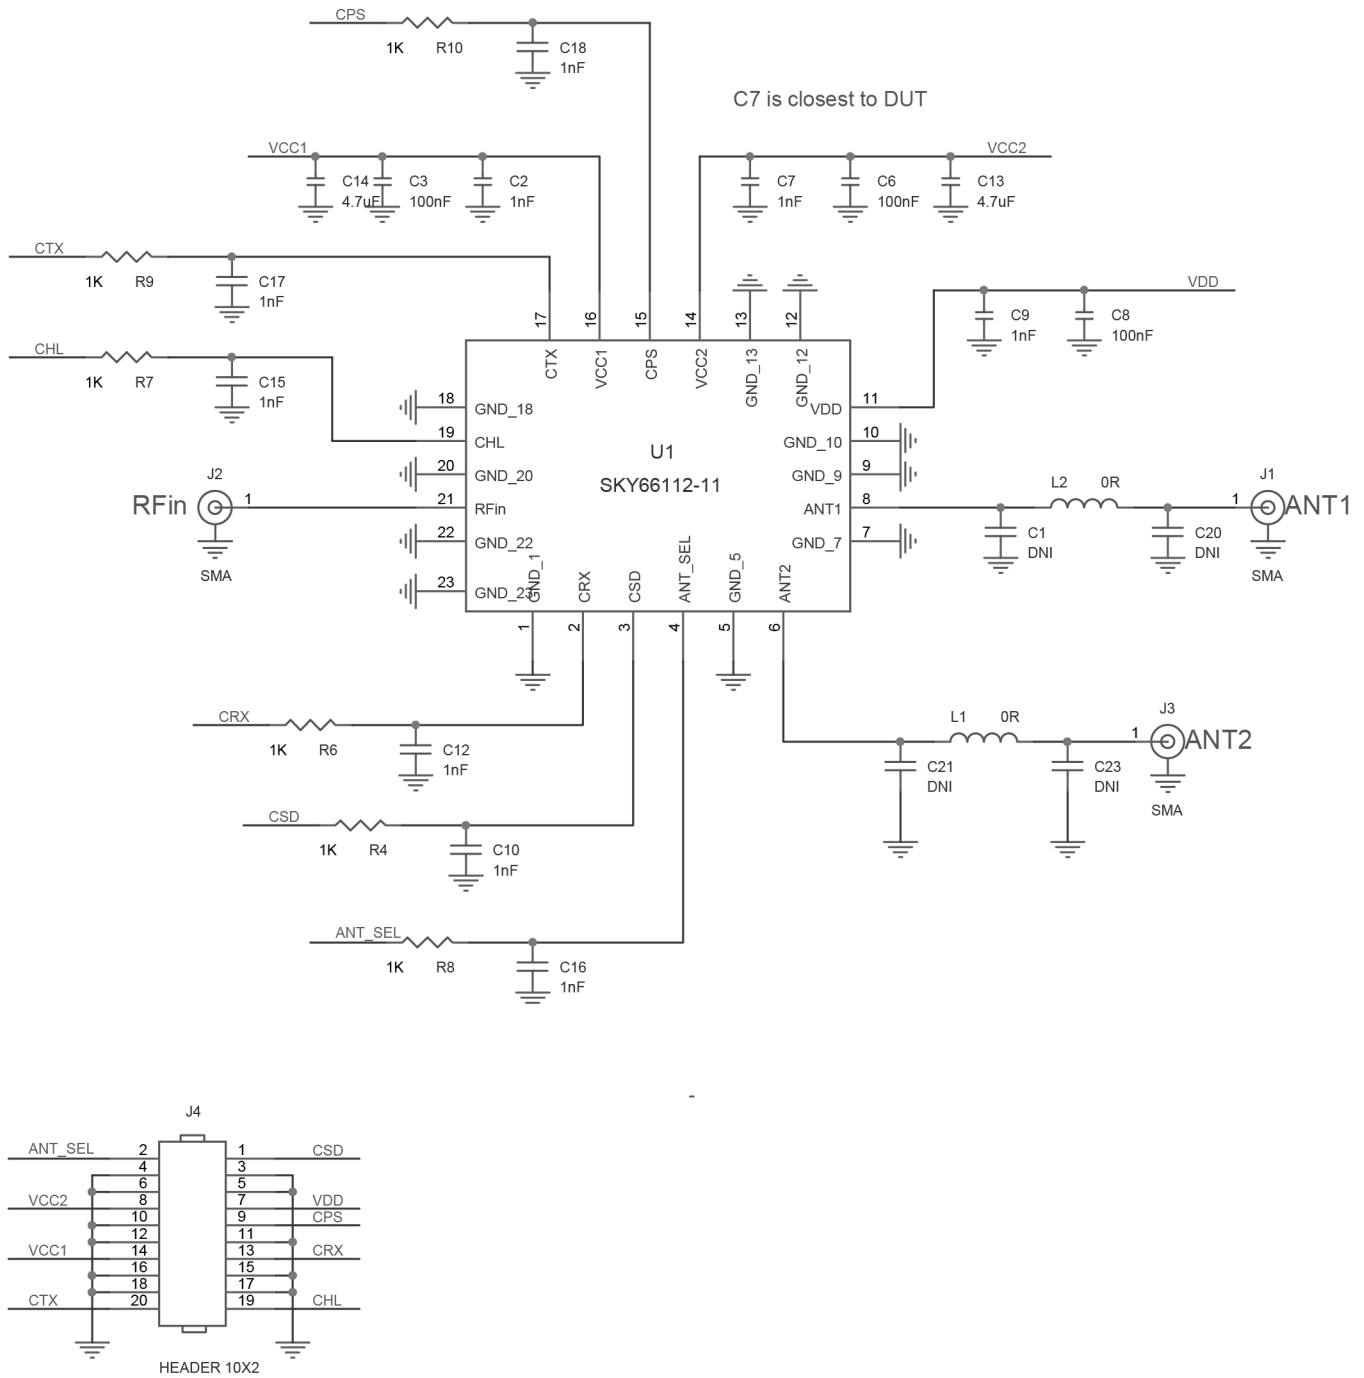 CPS
1K R10 C18
1nF
C7 is closest to DUT
VCC1 VCC2
C14 C3 C2 C7 C6 C13
4.7uF 100nF 1nF 1nF 100nF 4.7uF
CTX
1K R9 C17
1nF
VDD
C9 C8
1nF 100nF
CHL
1K R7 C15
1nF
17 16 15 14 13 12
CTX VCC1 CPS VCC2 GND_13 GND_12
18 GND_18 VDD 11
19 CHL GND_10 10
U1
20 GND_20 GND_9 9
SKY66112-11
J2
RFin 1 21 RFin ANT1 8
SMA
L2 0R J1
1 ANT1
C1 C20
DNI DNI
SMA
22 GND_22 GND_7 7
23 GND_23
GND_1 CRX CSD ANT_SEL GND_5 ANT2
1 2 3 4 5 6
CRX
1K R6 C12
1nF
L1 0R J3
1 ANT2
C21 C23
DNI DNI
SMA
CSD
1K R4 C10
1nF
ANT_SEL
1K R8 C16
1nF
-
J4
ANT_SEL 2 1 CSD
4 3
6 5
VCC2 8 7 VDD
10 9 CPS
12 11
VCC1 14 13 CRX
16 15
18 17
CTX 20 19 CHL
HEADER 10X2